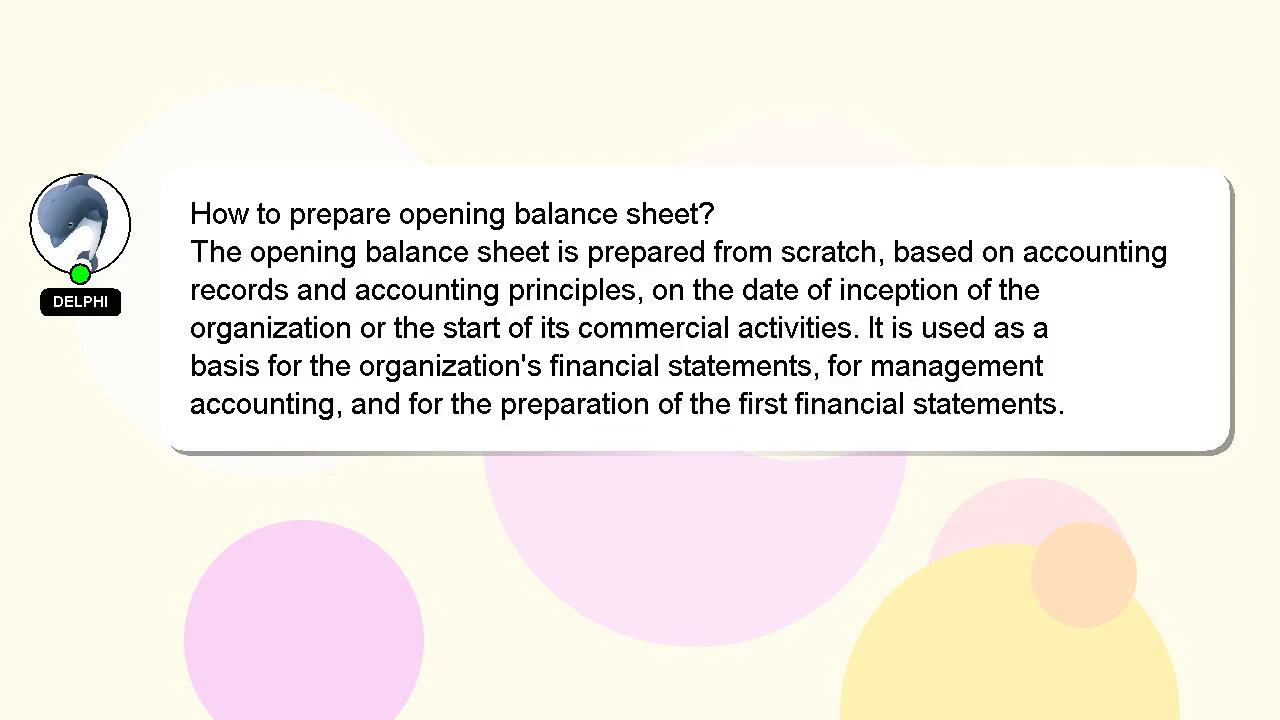 How to prepare opening balance sheet?
The opening balance sheet is prepared from scratch, based on accounting
records and accounting principles, on the date of inception of the
organization or the start of its commercial activities. It is used as a
basis for the organization's financial statements, for management
accounting, and for the preparation of the first financial statements.
DELPHI